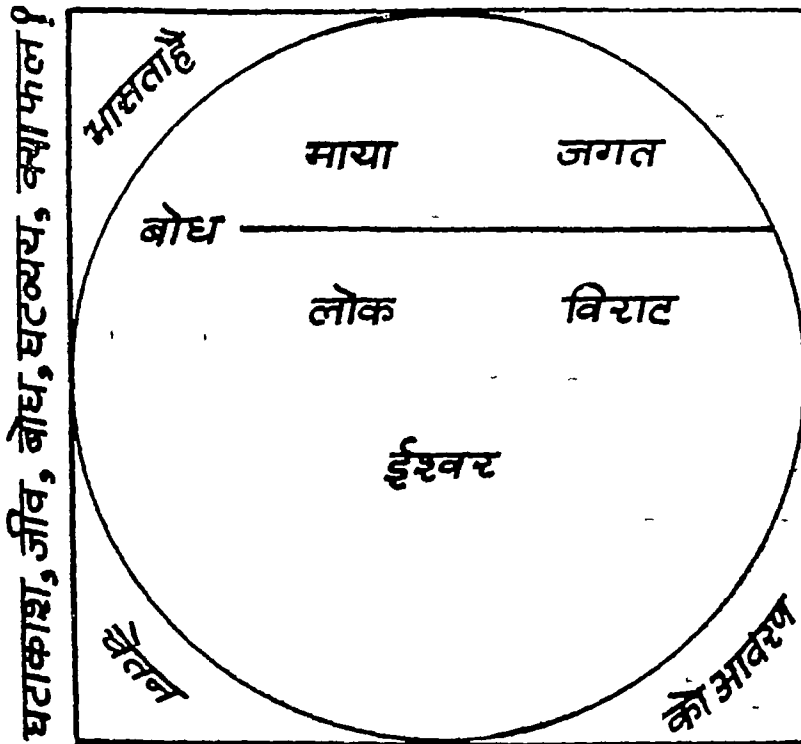 घटाकाश, जीव, बोध, घटव्यय, क्या फल?
भासता है
माया जगत
बोध
लोक विराट
ईश्वर
चेतन
को आवरण